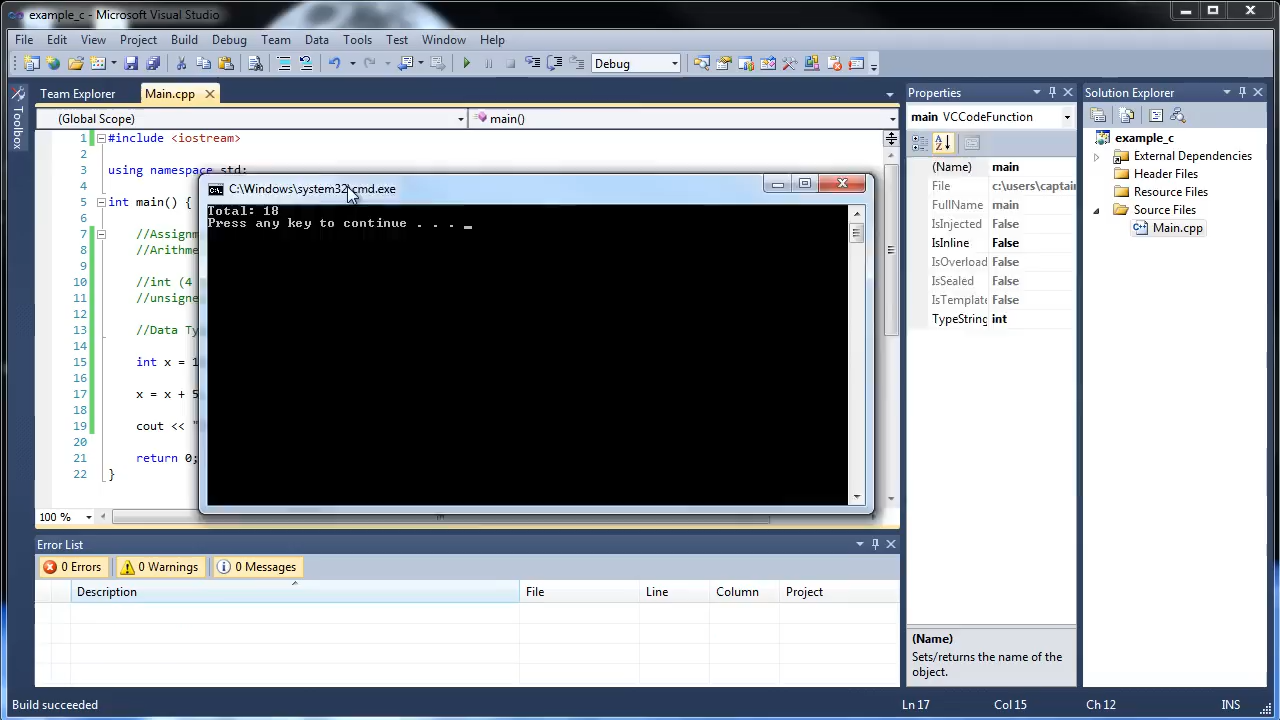 example_c - Microsoft Visual Studio
File Edit View Project Build Debug Team Data Tools Test Window Help
Debug
Team Explorer Main.cpp
Properties
Solution Explorer
Toolbox
(Global Scope) main()
main VCCodeFunction
1 #include <iostream>
2
3 using namespace std;
4
5 int main() {
6
7 //Assignm
8 //Arithme
9
10 //int (4
11 //unsigne
12
13 //Data Ty
14
15 int x = 1
16
17 x = x + 5
18
19 cout << "
20
21 return 0;
22 }
C:\Windows\system32\cmd.exe
Total: 18
Press any key to continue . . . _
100 %
(Name) main
File c:\users\captain
FullName main
IsInjected False
IsInline False
IsOverload False
IsSealed False
IsTemplate False
TypeString int
example_c
External Dependencies
Header Files
Resource Files
Source Files
Main.cpp
Error List
0 Errors 0 Warnings 0 Messages
Description File Line Column Project
(Name)
Sets/returns the name of the
object.
Build succeeded Ln 17 Col 15 Ch 12 INS